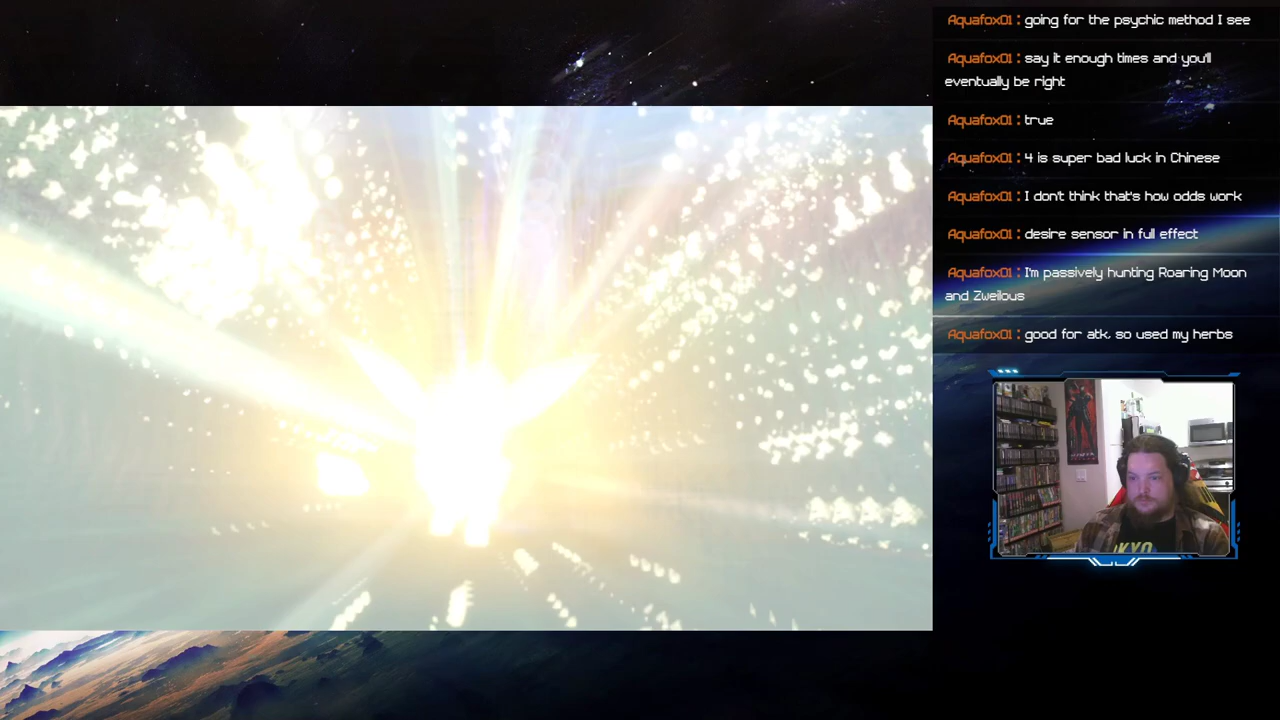 Aquafox01 : going for the psychic method I see
Aquafox01 : say it enough times and you'll
eventually be right
Aquafox01 : true
Aquafox01 : 4 is super bad luck in Chinese
Aquafox01 : I don't think that's how odds work
Aquafox01 : desire sensor in full effect
Aquafox01 : I'm passively hunting Roaring Moon
and Zweilous
Aquafox01 : good for atk, so used my herbs